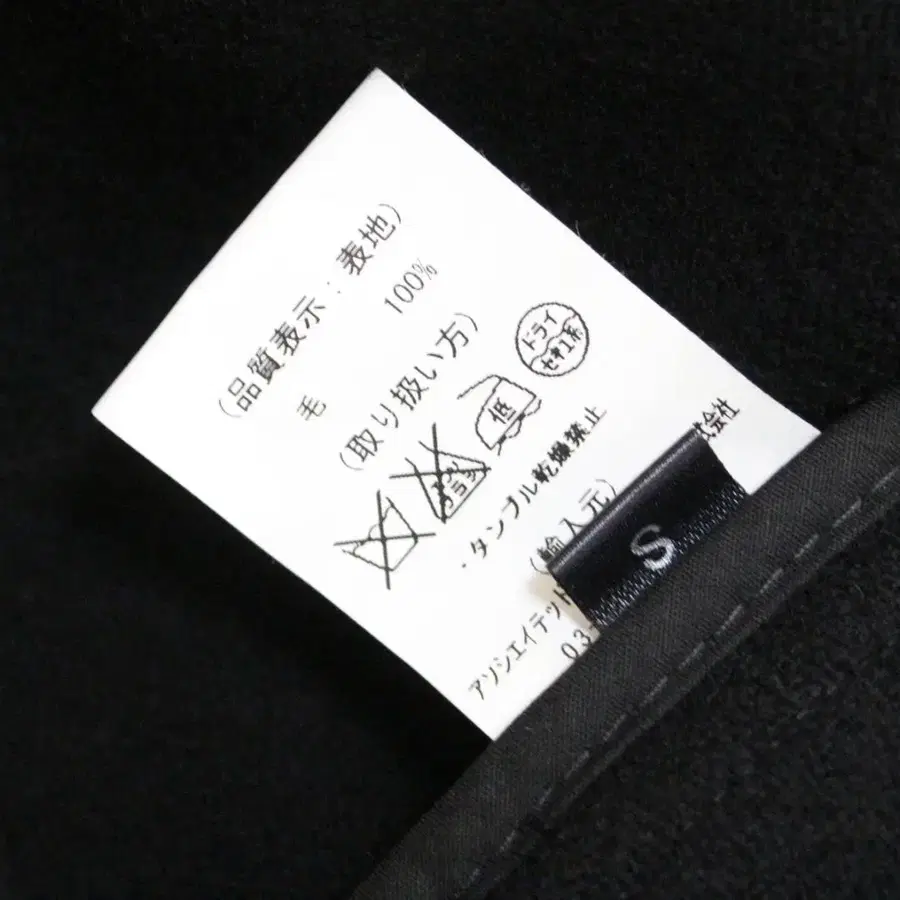 (品質表示：表地)
毛 100%
(取り扱い方)
低
ドライ
セキユ系
・タンブル乾燥禁止
(輸入元)
アソシエイテッド
式会社
0.3
S